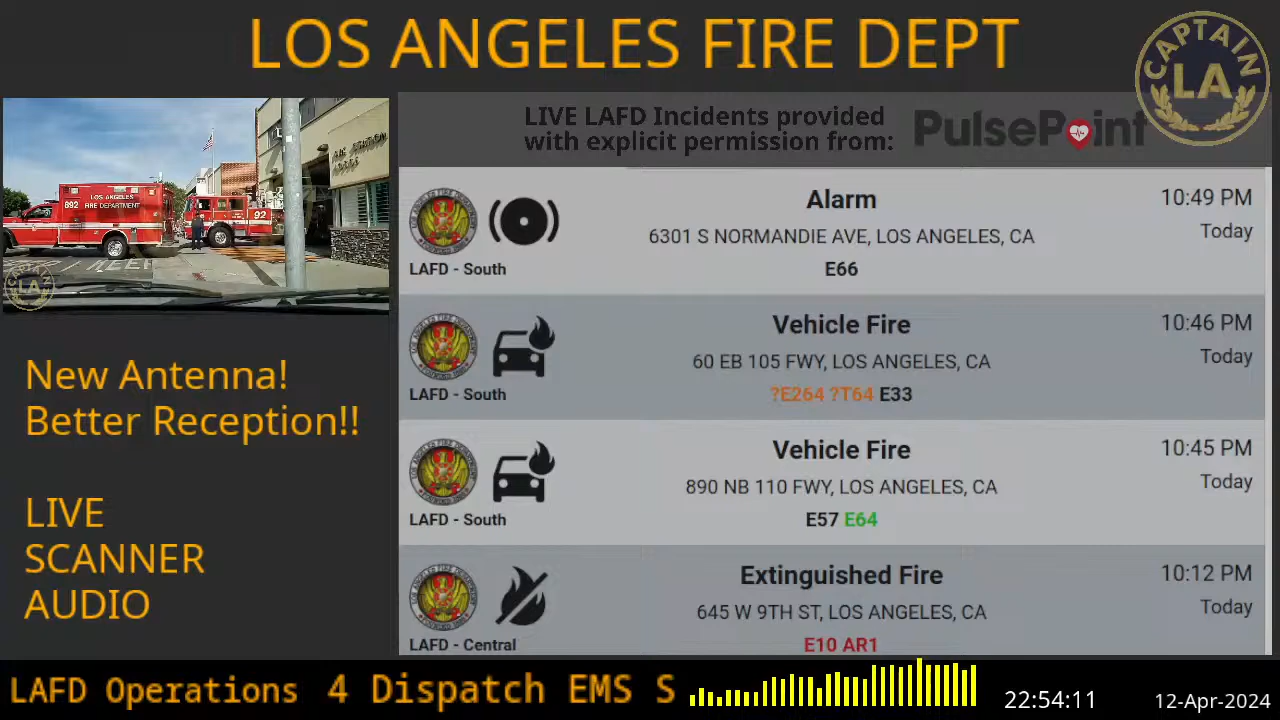 LOS ANGELES FIRE DEPT
CAPTAIN
LA
LIVE LAFD Incidents provided
with explicit permission from:
PulsePoint
892
LOS ANGELES
FIRE DEPARTMENT
92
LA
Alarm
10:49 PM
6301 S NORMANDIE AVE, LOS ANGELES, CA
Today
LAFD - South
E66
Vehicle Fire
10:46 PM
60 EB 105 FWY, LOS ANGELES, CA
Today
LAFD - South
?E264 ?T64 E33
Vehicle Fire
10:45 PM
890 NB 110 FWY, LOS ANGELES, CA
Today
LAFD - South
E57 E64
Extinguished Fire
10:12 PM
645 W 9TH ST, LOS ANGELES, CA
Today
LAFD - Central
E10 AR1
New Antenna!
Better Reception!!
LIVE
SCANNER
AUDIO
LAFD Operations 4 Dispatch EMS S
22:54:11
12-Apr-2024